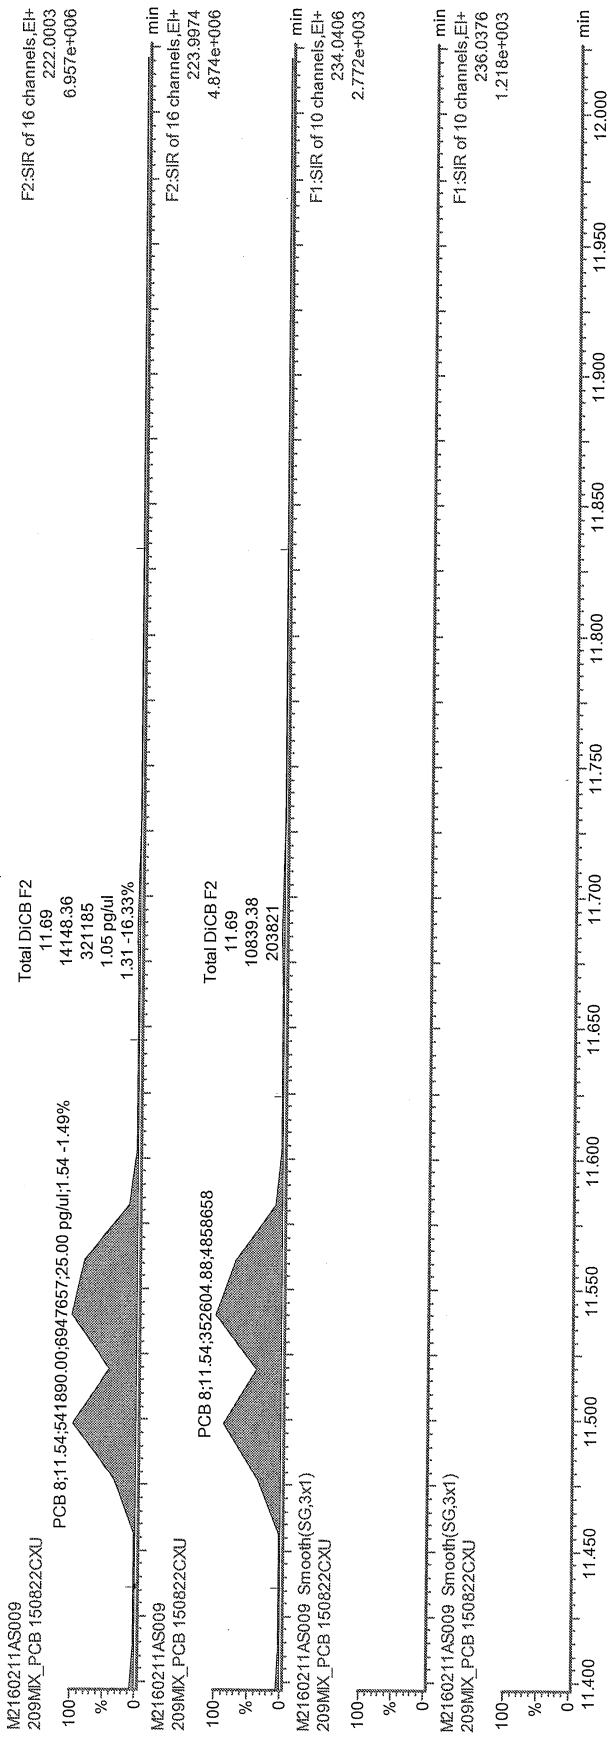 M2160211AS009
209MIX_PCB 150822CXU
F2:SIR of 16 channels,EI+
222.0003
6.957e+006
PCB 8;11.54;541890.00;6947657;25.00 pg/ul;1.54 -1.49%
Total DiCB F2
11.69
14148.36
321185
1.05 pg/ul
1.31 -16.33%
100
%
0
min
M2160211AS009
209MIX_PCB 150822CXU
F2:SIR of 16 channels,EI+
223.9974
4.874e+006
PCB 8;11.54;352604.88;4858658
Total DiCB F2
11.69
10839.38
203821
100
%
0
min
M2160211AS009 Smooth(SG,3x1)
209MIX_PCB 150822CXU
F1:SIR of 10 channels,EI+
234.0406
2.772e+003
100
%
0
min
M2160211AS009 Smooth(SG,3x1)
209MIX_PCB 150822CXU
F1:SIR of 10 channels,EI+
236.0376
1.218e+003
100
%
0
min
11.400 11.450 11.500 11.550 11.600 11.650 11.700 11.750 11.800 11.850 11.900 11.950 12.000